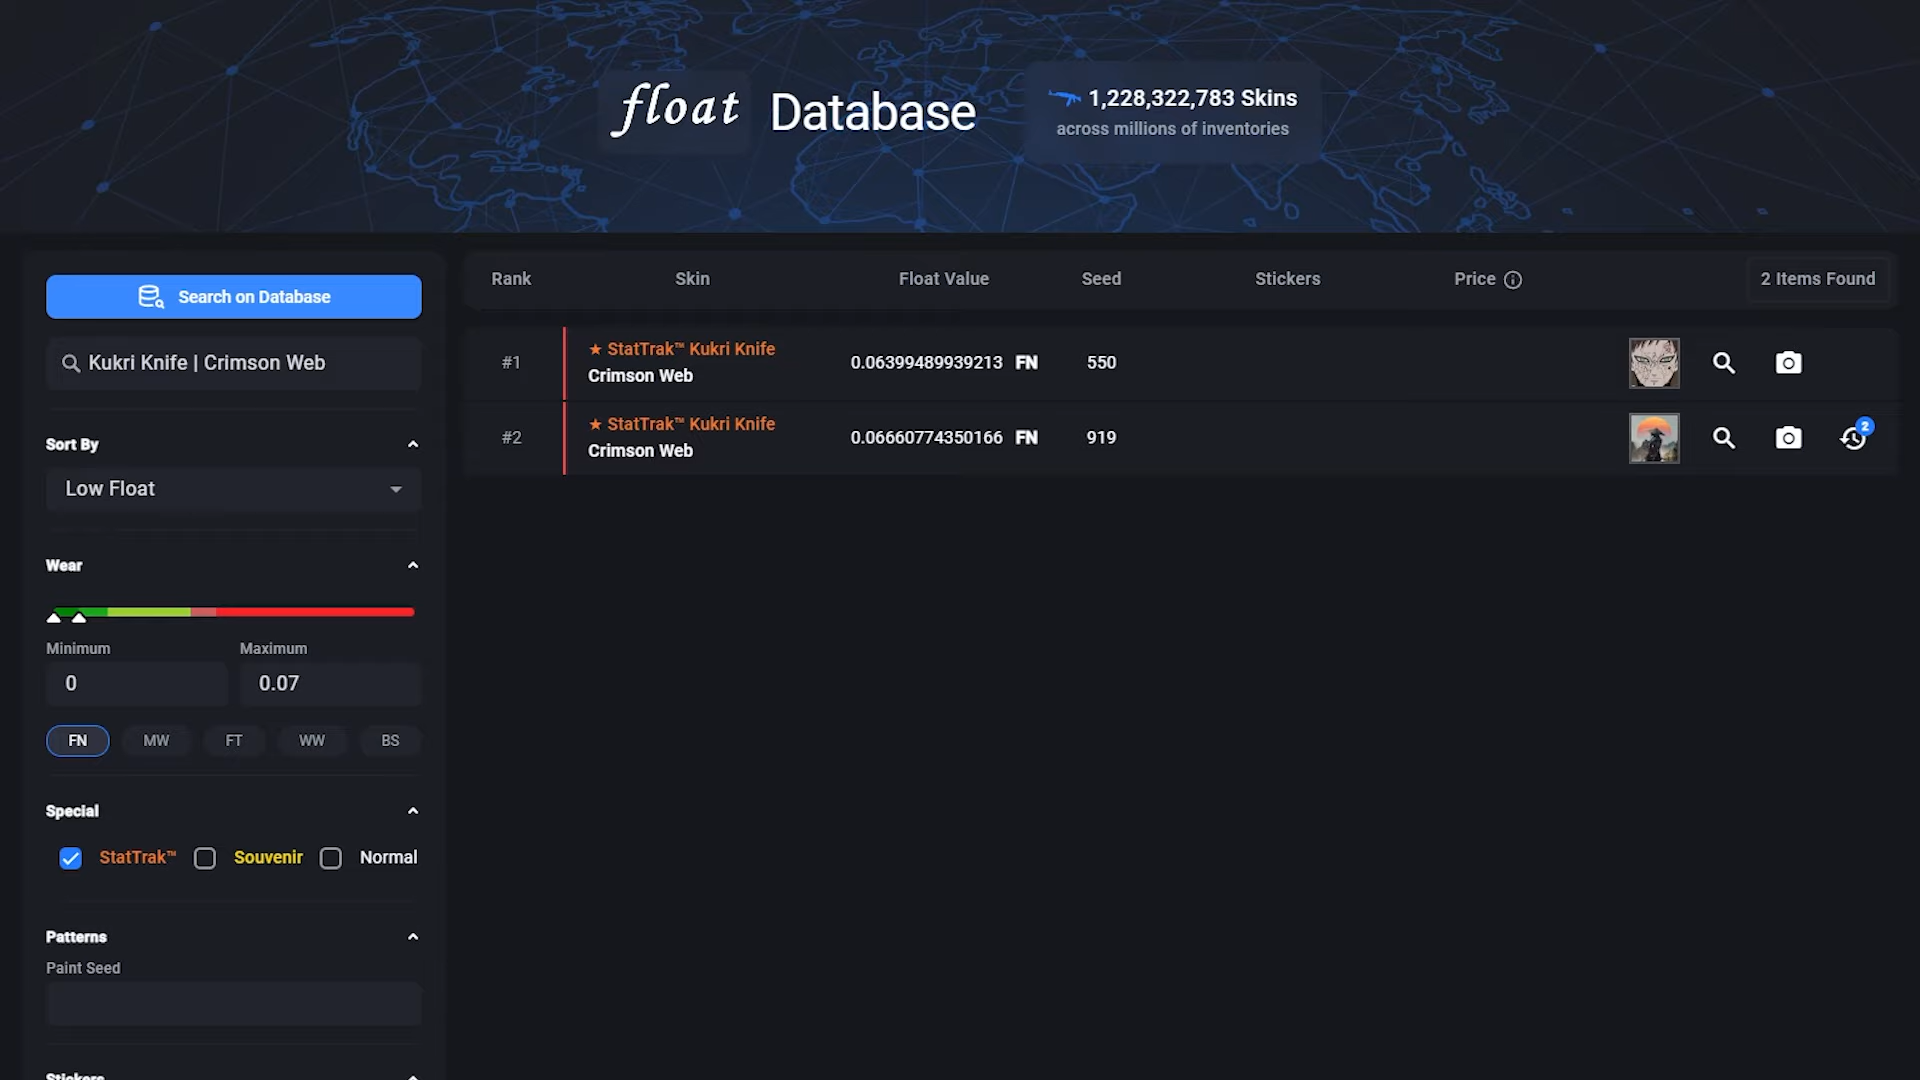 float Database
1,228,322,783 Skins
across millions of inventories
Search on Database
Kukri Knife | Crimson Web
Sort By
Low Float
Wear
Minimum
Maximum
0
0.07
FN
MW
FT
WW
BS
Special
StatTrak™
Souvenir
Normal
Patterns
Paint Seed
Stickers
Rank
Skin
Float Value
Seed
Stickers
Price
2 Items Found
#1
★ StatTrak™ Kukri Knife
Crimson Web
0.06399489939213 FN
550
#2
★ StatTrak™ Kukri Knife
Crimson Web
0.06660774350166 FN
919
2